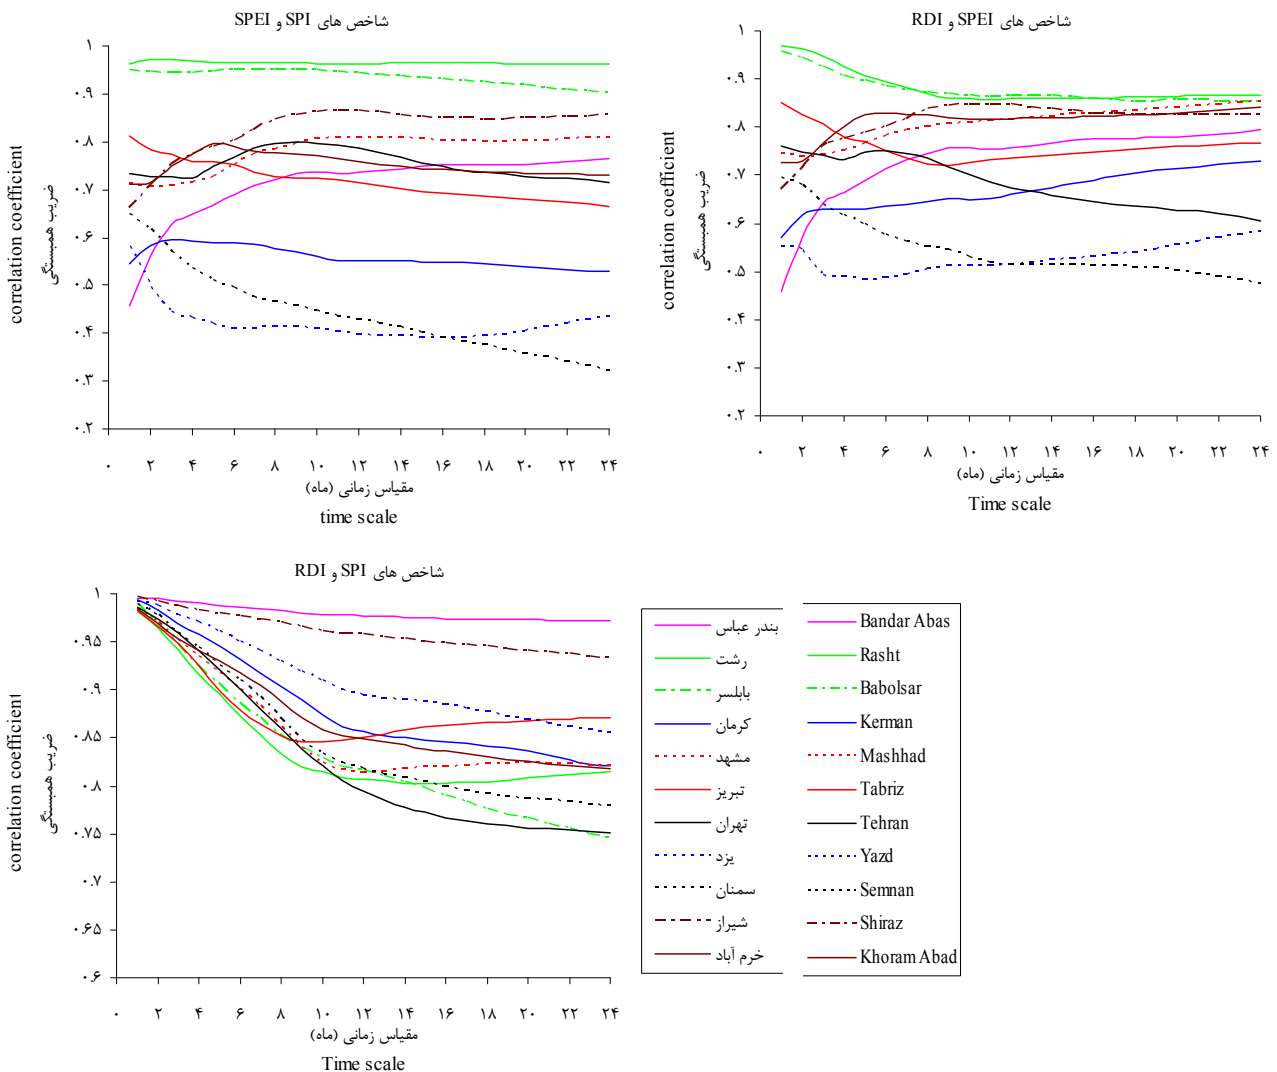 شاخص های SPI و SPEI
۱
۰.۹
۰.۸
۰.۷
۰.۶
۰.۵
۰.۴
۰.۳
۰.۲
correlation coefficient
ضریب همبستگی
۰ ۲ ۴ ۶ ۸ ۱۰ ۱۲ ۱۴ ۱۶ ۱۸ ۲۰ ۲۲ ۲۴
مقیاس زمانی (ماه)
time scale
شاخص های SPEI و RDI
۱
۰.۹
۰.۸
۰.۷
۰.۶
۰.۵
۰.۴
۰.۳
۰.۲
correlation coefficient
ضریب همبستگی
۰ ۲ ۴ ۶ ۸ ۱۰ ۱۲ ۱۴ ۱۶ ۱۸ ۲۰ ۲۲ ۲۴
مقیاس زمانی (ماه)
Time scale
شاخص های SPI و RDI
۱
۰.۹۵
۰.۹
۰.۸۵
۰.۸
۰.۷۵
۰.۷
۰.۶۵
۰.۶
correlation coefficient
ضریب همبستگی
۰ ۲ ۴ ۶ ۸ ۱۰ ۱۲ ۱۴ ۱۶ ۱۸ ۲۰ ۲۲ ۲۴
مقیاس زمانی (ماه)
Time scale
بندر عباس
رشت
بابلسر
کرمان
مشهد
تبریز
تهران
یزد
سمنان
شیراز
خرم آباد
Bandar Abas
Rasht
Babolsar
Kerman
Mashhad
Tabriz
Tehran
Yazd
Semnan
Shiraz
Khoram Abad